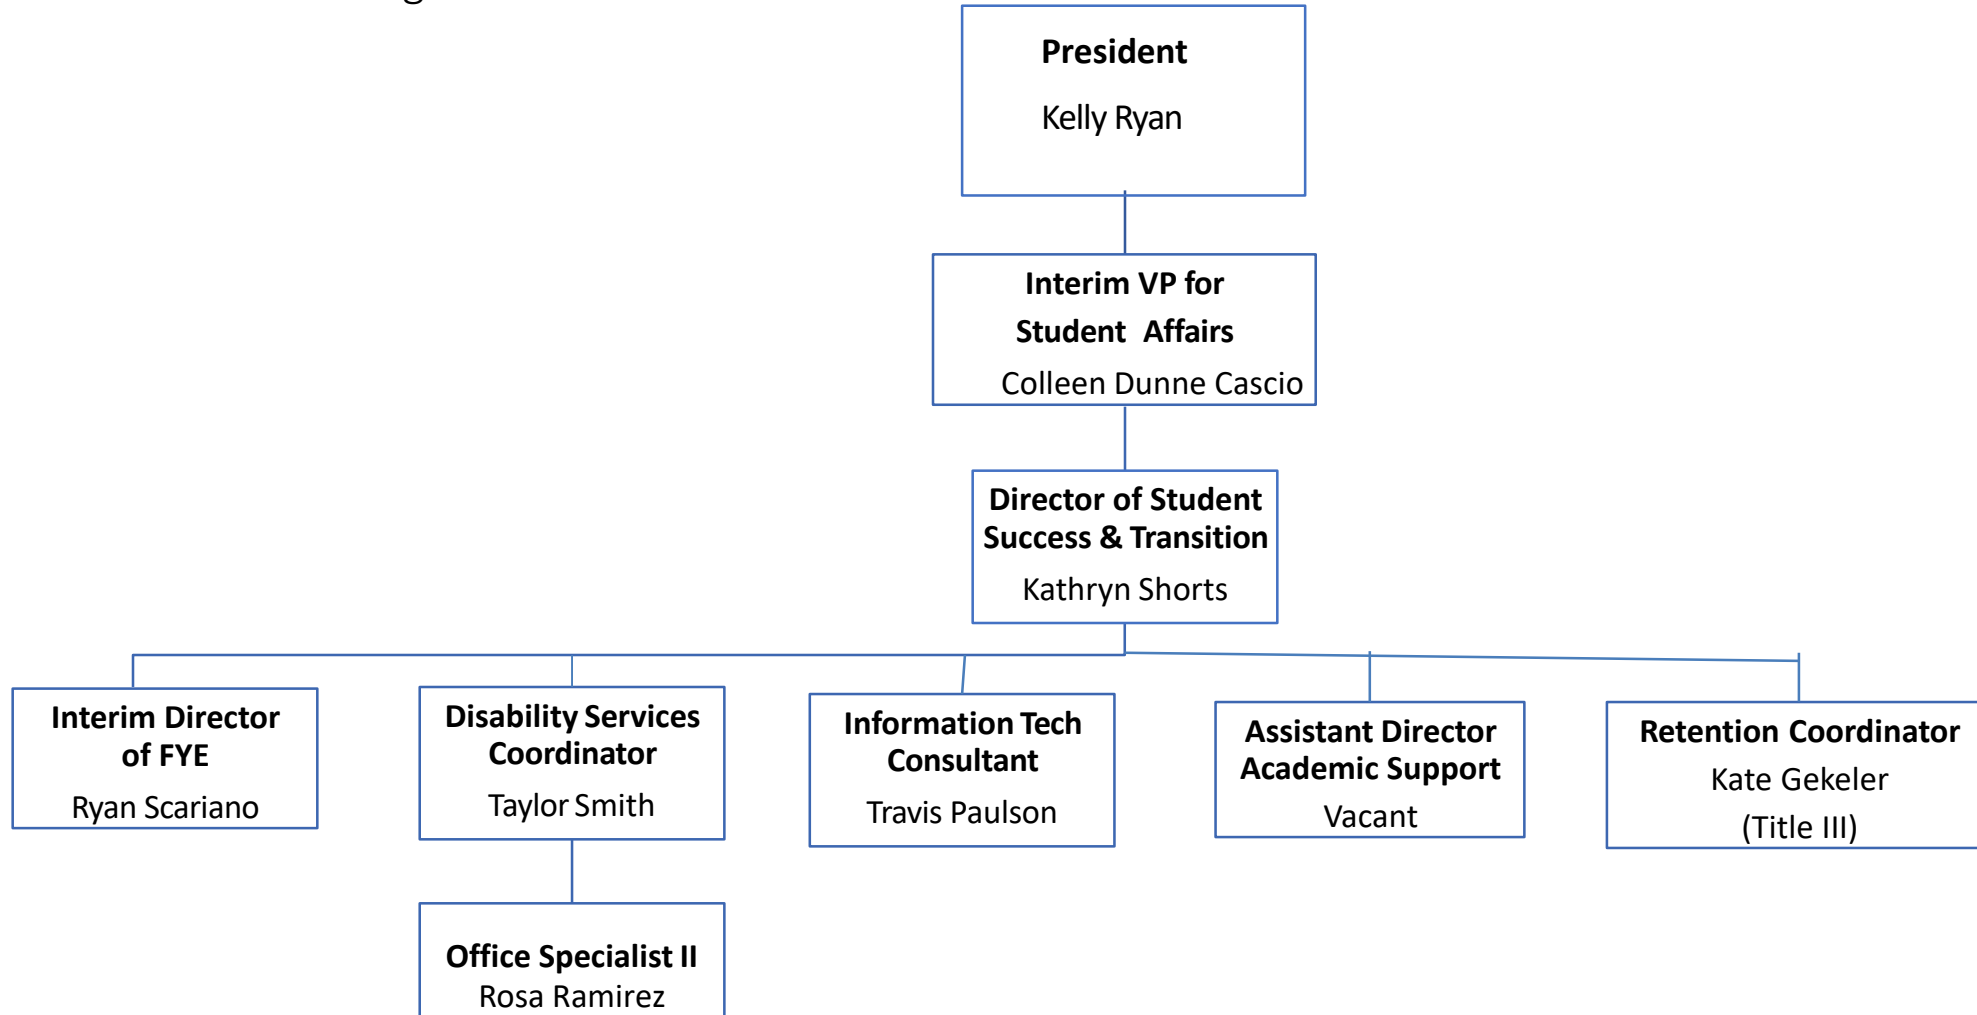 President
Kelly Ryan
Interim VP for
Student Affairs
Colleen Dunne Cascio
Director of Student
Success & Transition
Kathryn Shorts
Interim Director
of FYE
Ryan Scariano
Disability Services
Coordinator
Taylor Smith
Information Tech
Consultant
Travis Paulson
Assistant Director
Academic Support
Vacant
Retention Coordinator
Kate Gekeler
(Title III)
Office Specialist II
Rosa Ramirez